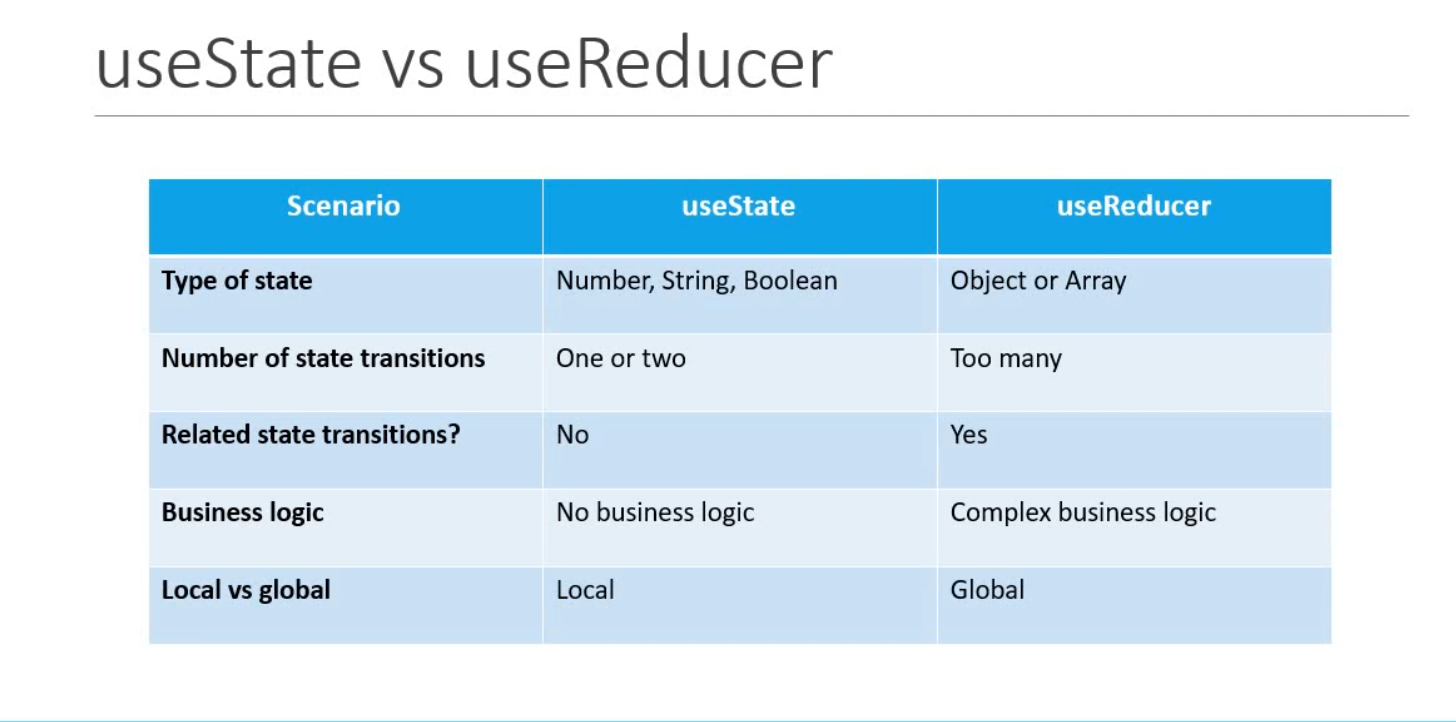 useState vs useReducer
Scenario useState useReducer
Type of state Number, String, Boolean Object or Array
Number of state transitions One or two Too many
Related state transitions? No Yes
Business logic No business logic Complex business logic
Local vs global Local Global